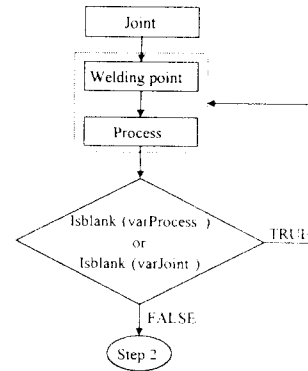 Joint
Welding point
Process
Isblank (varProcess )
or
Isblank (varJoint )
TRUE
FALSE
Step 2